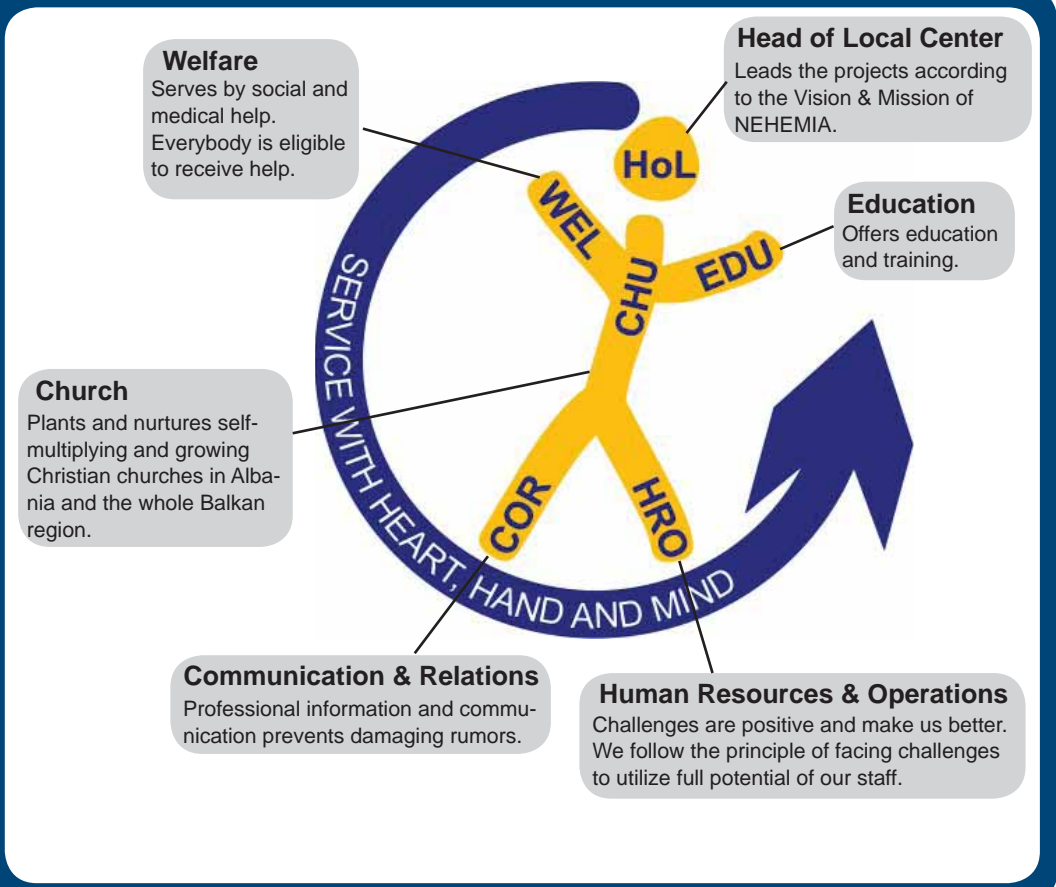 Welfare
Serves by social and
medical help.
Everybody is eligible
to receive help.
Head of Local Center
Leads the projects according
to the Vision & Mission of
NEHEMIA.
HoL
WEL
CHU
EDU
Education
Offers education
and training.
Church
Plants and nurtures self-
multiplying and growing
Christian churches in Alba-
nia and the whole Balkan
region.
COR
HRO
SERVICE WITH HEART, HAND AND MIND
Communication & Relations
Professional information and commu-
nication prevents damaging rumors.
Human Resources & Operations
Challenges are positive and make us better.
We follow the principle of facing challenges
to utilize full potential of our staff.